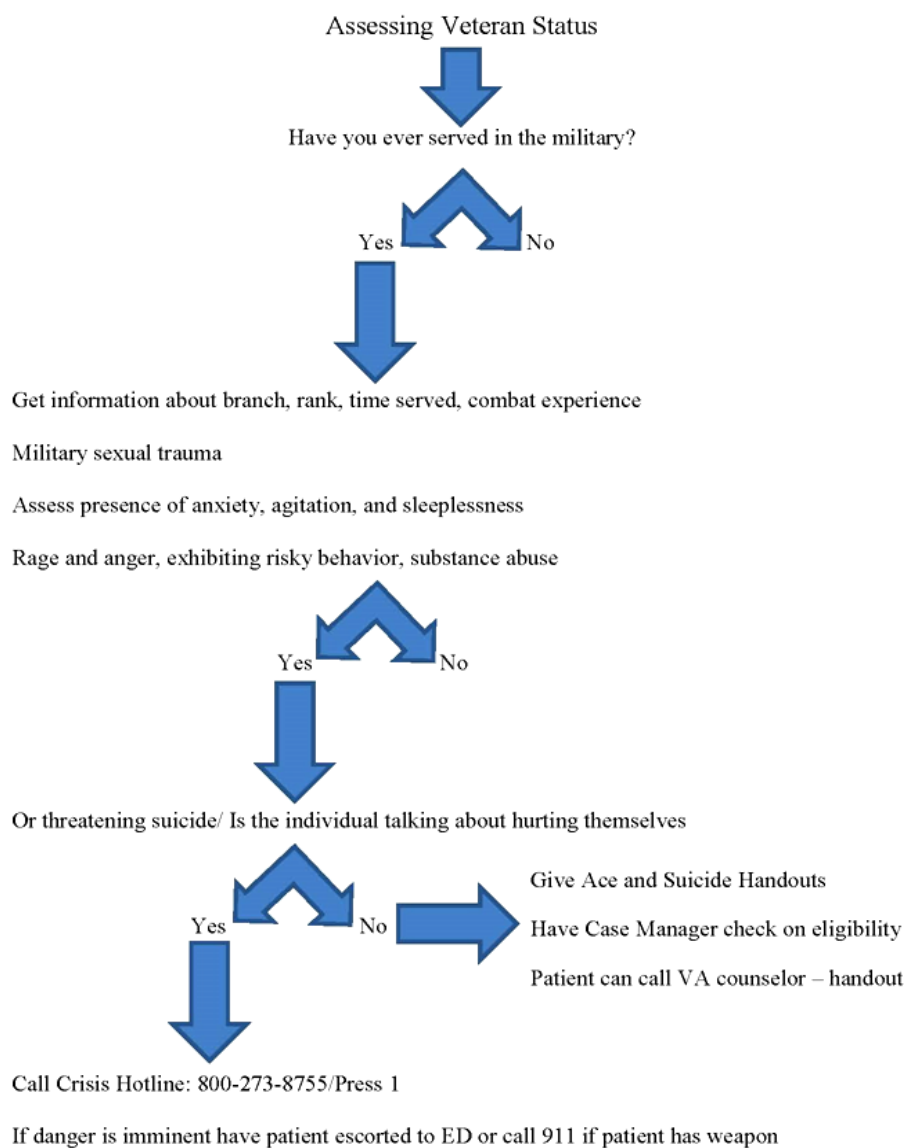 Assessing Veteran Status
Have you ever served in the military?
Yes
No
Get information about branch, rank, time served, combat experience
Military sexual trauma
Assess presence of anxiety, agitation, and sleeplessness
Rage and anger, exhibiting risky behavior, substance abuse
Yes
No
Or threatening suicide/ Is the individual talking about hurting themselves
Yes
No
Give Ace and Suicide Handouts
Have Case Manager check on eligibility
Patient can call VA counselor – handout
Call Crisis Hotline: 800-273-8755/Press 1
If danger is imminent have patient escorted to ED or call 911 if patient has weapon